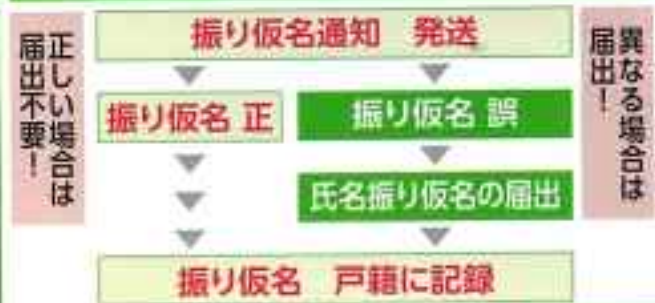 正しい場合は
届出不要！
振り仮名通知　発送
異なる場合は
届出！
振り仮名 正
振り仮名 誤
氏名振り仮名の届出
振り仮名　戸籍に記録